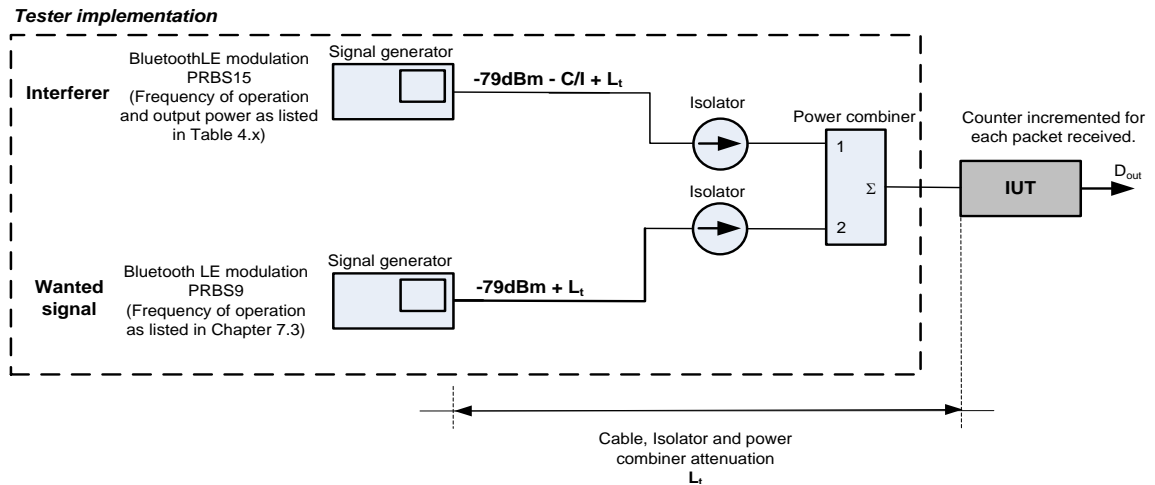 Tester implementation
Interferer
BluetoothLE modulation
PRBS15
(Frequency of operation
and output power as listed
in Table 4.x)
Signal generator
-79dBm - C/I + Lt
Isolator
Power combiner
1
Σ
2
Counter incremented for
each packet received.
IUT
Dout
Isolator
Wanted
signal
Bluetooth LE modulation
PRBS9
(Frequency of operation
as listed in Chapter 7.3)
Signal generator
-79dBm + Lt
Cable, Isolator and power
combiner attenuation
Lt